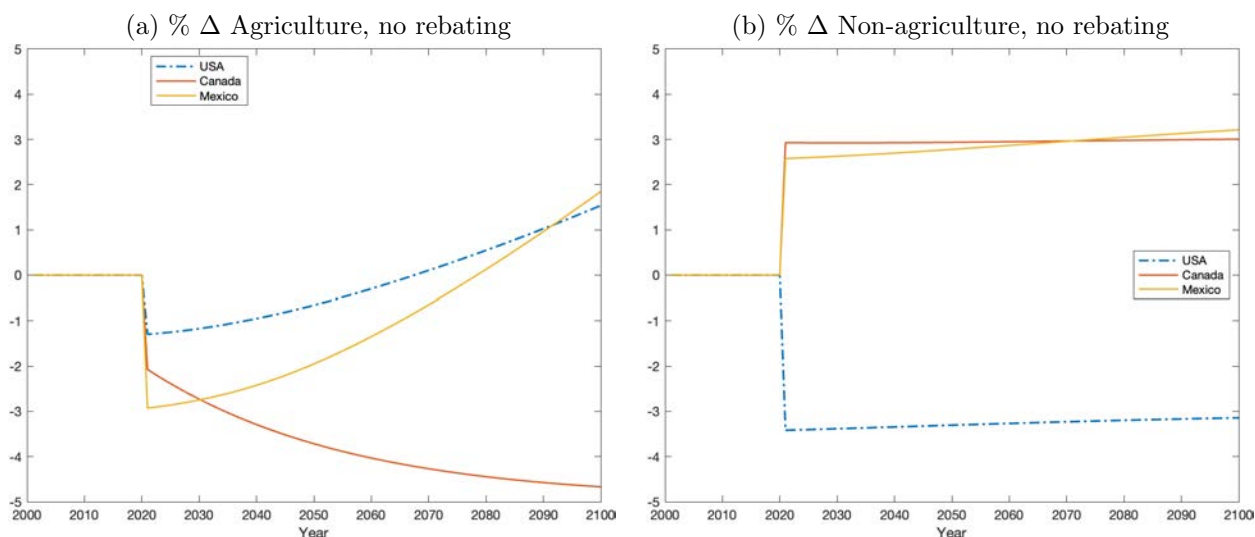 (a) % Δ Agriculture, no rebating
5
4
3
2
1
0
-1
-2
-3
-4
-5
USA
Canada
Mexico
2000 2010 2020 2030 2040 2050 2060 2070 2080 2090 2100
Year
(b) % Δ Non-agriculture, no rebating
5
4
3
2
1
0
-1
-2
-3
-4
-5
USA
Canada
Mexico
2000 2010 2020 2030 2040 2050 2060 2070 2080 2090 2100
Year